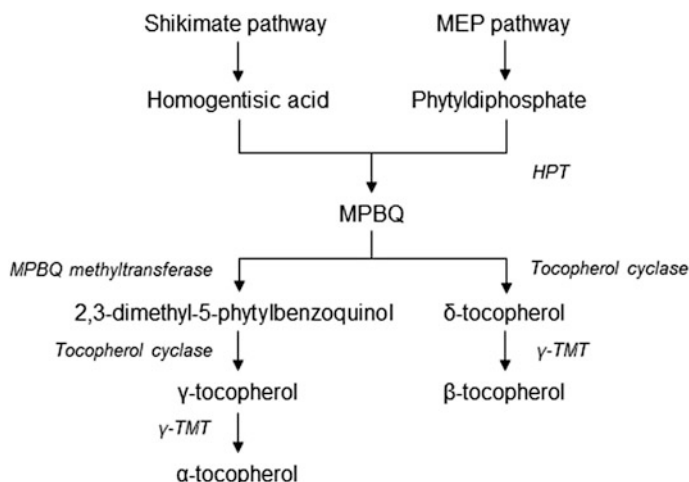 Shikimate pathway MEP pathway
Homogentisic acid Phytyldiphosphate
HPT
MPBQ
MPBQ methyltransferase Tocopherol cyclase
2,3-dimethyl-5-phytylbenzoquinol δ-tocopherol
Tocopherol cyclase γ-TMT
γ-tocopherol β-tocopherol
γ-TMT
α-tocopherol